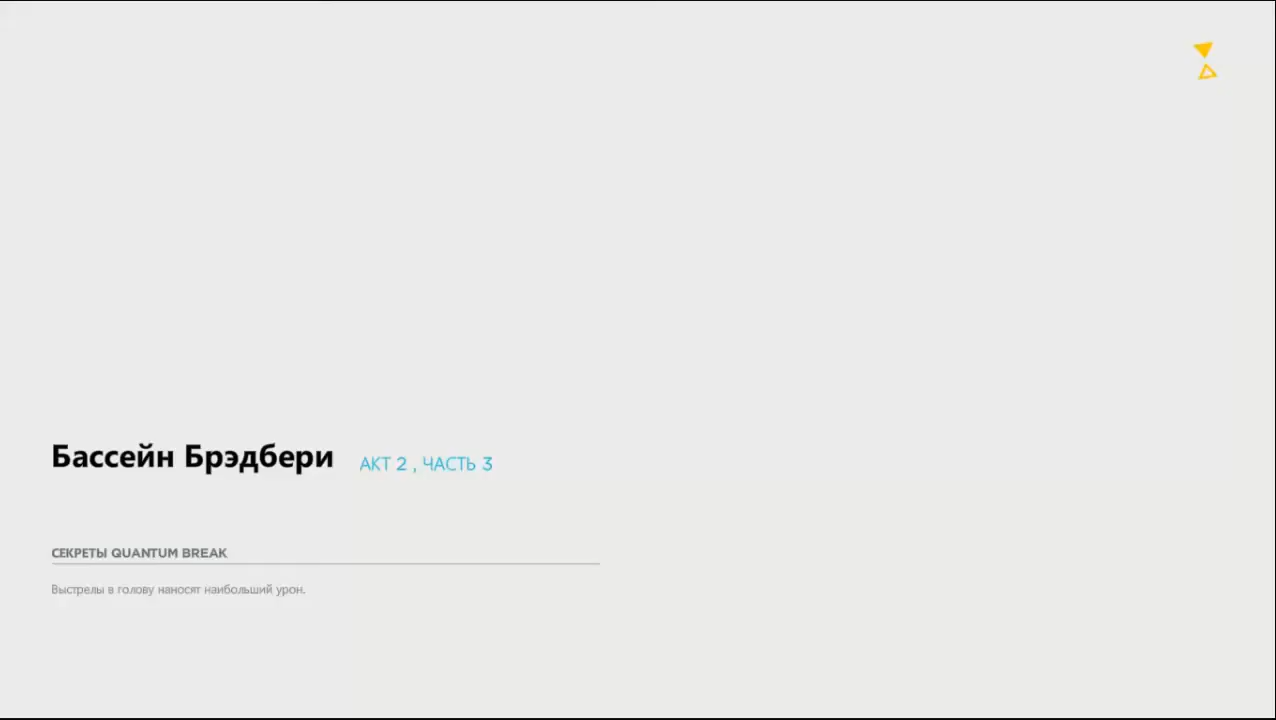 Бассейн Брэдбери
АКТ 2 , ЧАСТЬ 3
СЕКРЕТЫ QUANTUM BREAK
Выстрелы в голову наносят наибольший урон.